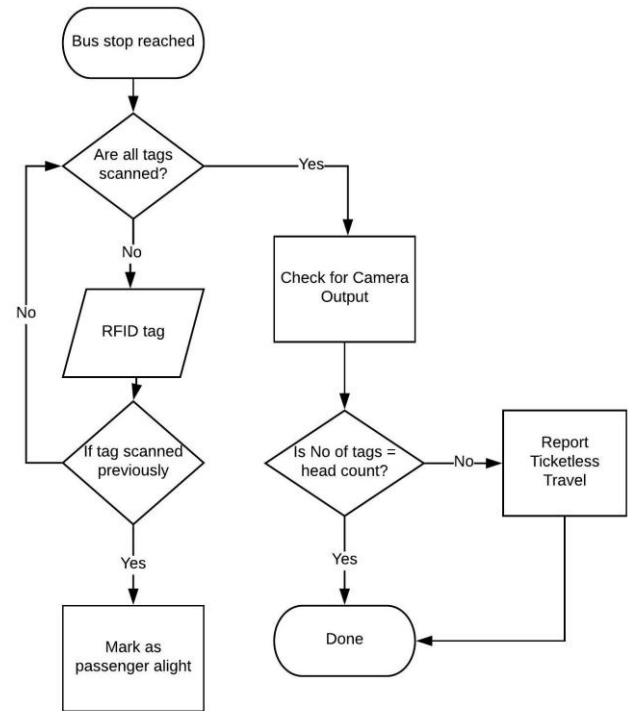 Bus stop reached
Are all tags
scanned?
Yes
No
RFID tag
No
If tag scanned
previously
Yes
Mark as
passenger alight
Check for Camera
Output
Is No of tags =
head count?
No
Report
Ticketless
Travel
Yes
Done